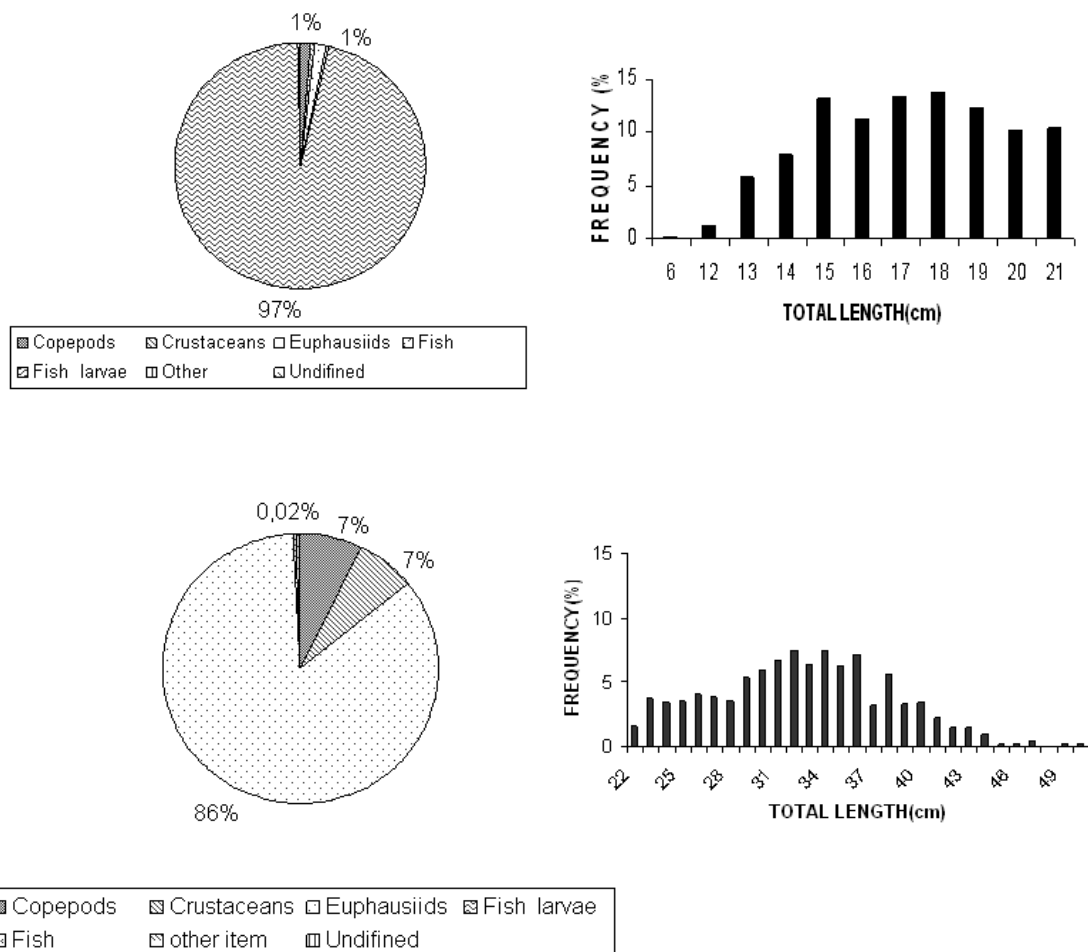 1%
1%
97%
Copepods Crustaceans Euphausiids Fish
Fish larvae Other Undifined
FREQUENCY (%
15
10
5
0
6 12 13 14 15 16 17 18 19 20 21
TOTAL LENGTH(cm)
0,02%
7%
7%
86%
Copepods Crustaceans Euphausiids Fish larvae
Fish other item Undifined
FREQUENCY(%)
15
10
5
0
22 25 28 31 34 37 40 43 46 49
TOTAL LENGTH(cm)